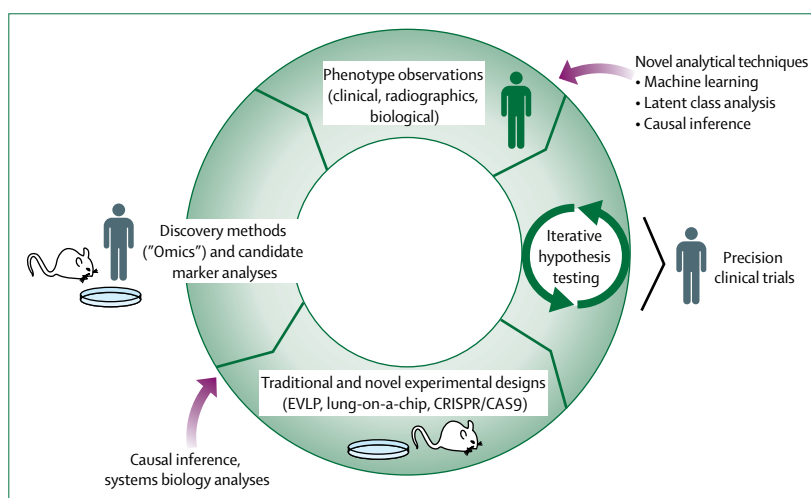 Phenotype observations
(clinical, radiographics,
biological)
Novel analytical techniques
• Machine learning
• Latent class analysis
• Causal inference
Discovery methods
("Omics") and candidate
marker analyses
Iterative
hypothesis
testing
Precision
clinical trials
Traditional and novel experimental designs
(EVLP, lung-on-a-chip, CRISPR/CAS9)
Causal inference,
systems biology analyses